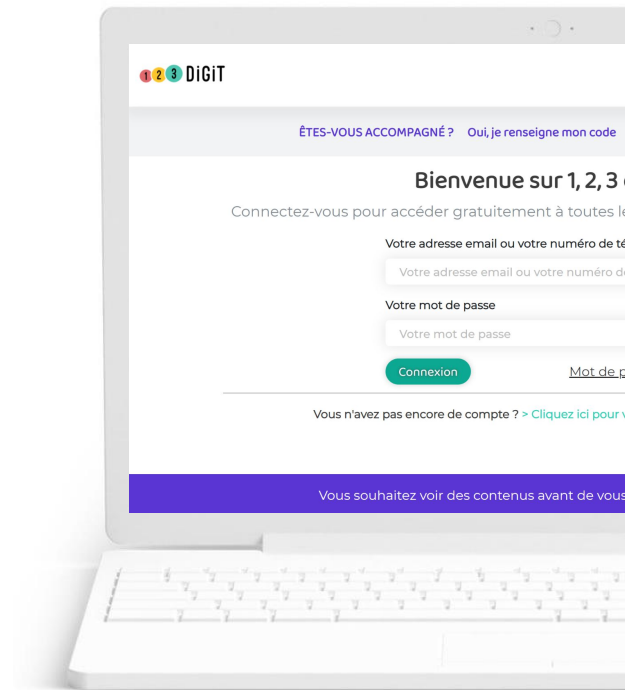 1 2 3 DiGiT
ÊTES-VOUS ACCOMPAGNÉ ? Oui, je renseigne mon code
Bienvenue sur 1, 2, 3
Connectez-vous pour accéder gratuitement à toutes
Votre adresse email ou votre numéro de
Votre adresse email ou votre numéro
Votre mot de passe
Votre mot de passe
Connexion Mot de
Vous n'avez pas encore de compte ? > Cliquez ici pour
Vous souhaitez voir des contenus avant de vous